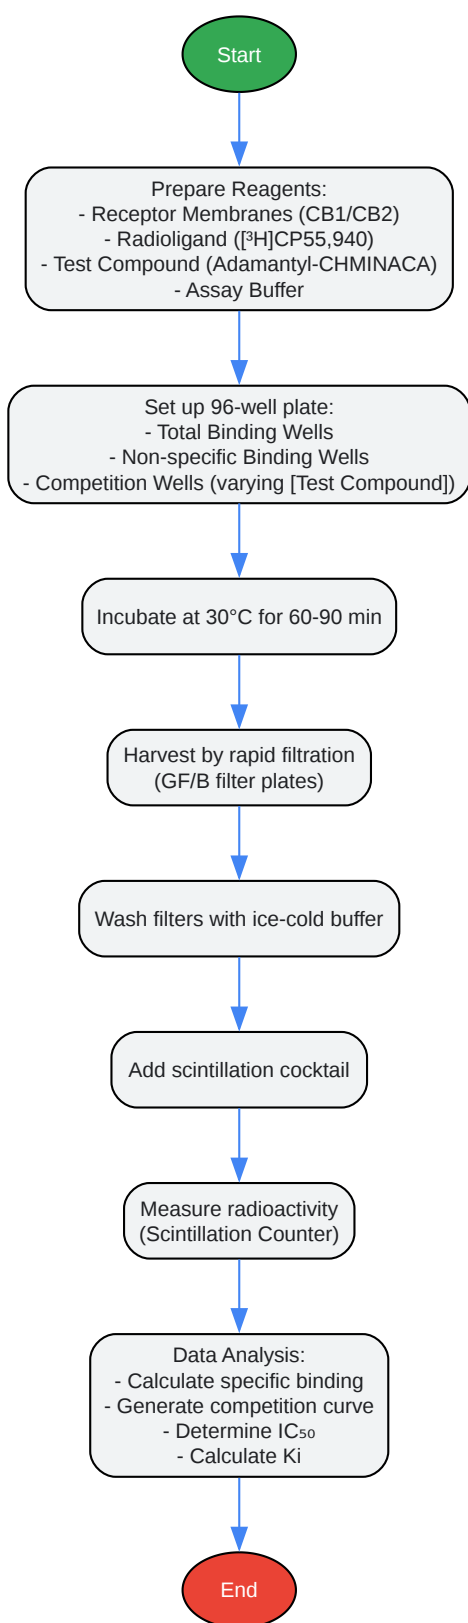 Start
Prepare Reagents:
- Receptor Membranes (CB1/CB2)
- Radioligand ([³H]CP55,940)
- Test Compound (Adamantyl-CHMINACA)
- Assay Buffer
Set up 96-well plate:
- Total Binding Wells
- Non-specific Binding Wells
- Competition Wells (varying [Test Compound])
Incubate at 30°C for 60-90 min
Harvest by rapid filtration
(GF/B filter plates)
Wash filters with ice-cold buffer
Add scintillation cocktail
Measure radioactivity
(Scintillation Counter)
Data Analysis:
- Calculate specific binding
- Generate competition curve
- Determine IC₅₀
- Calculate Ki
End